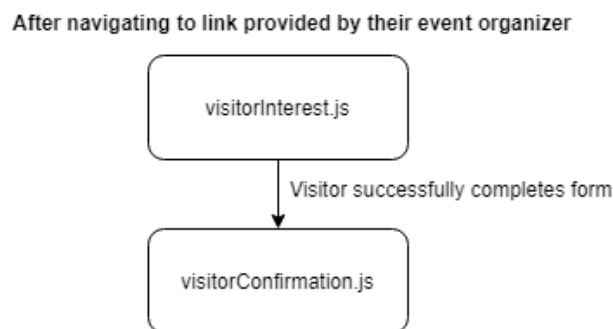 After navigating to link provided by their event organizer
visitorInterest.js
Visitor successfully completes form
visitorConfirmation.js